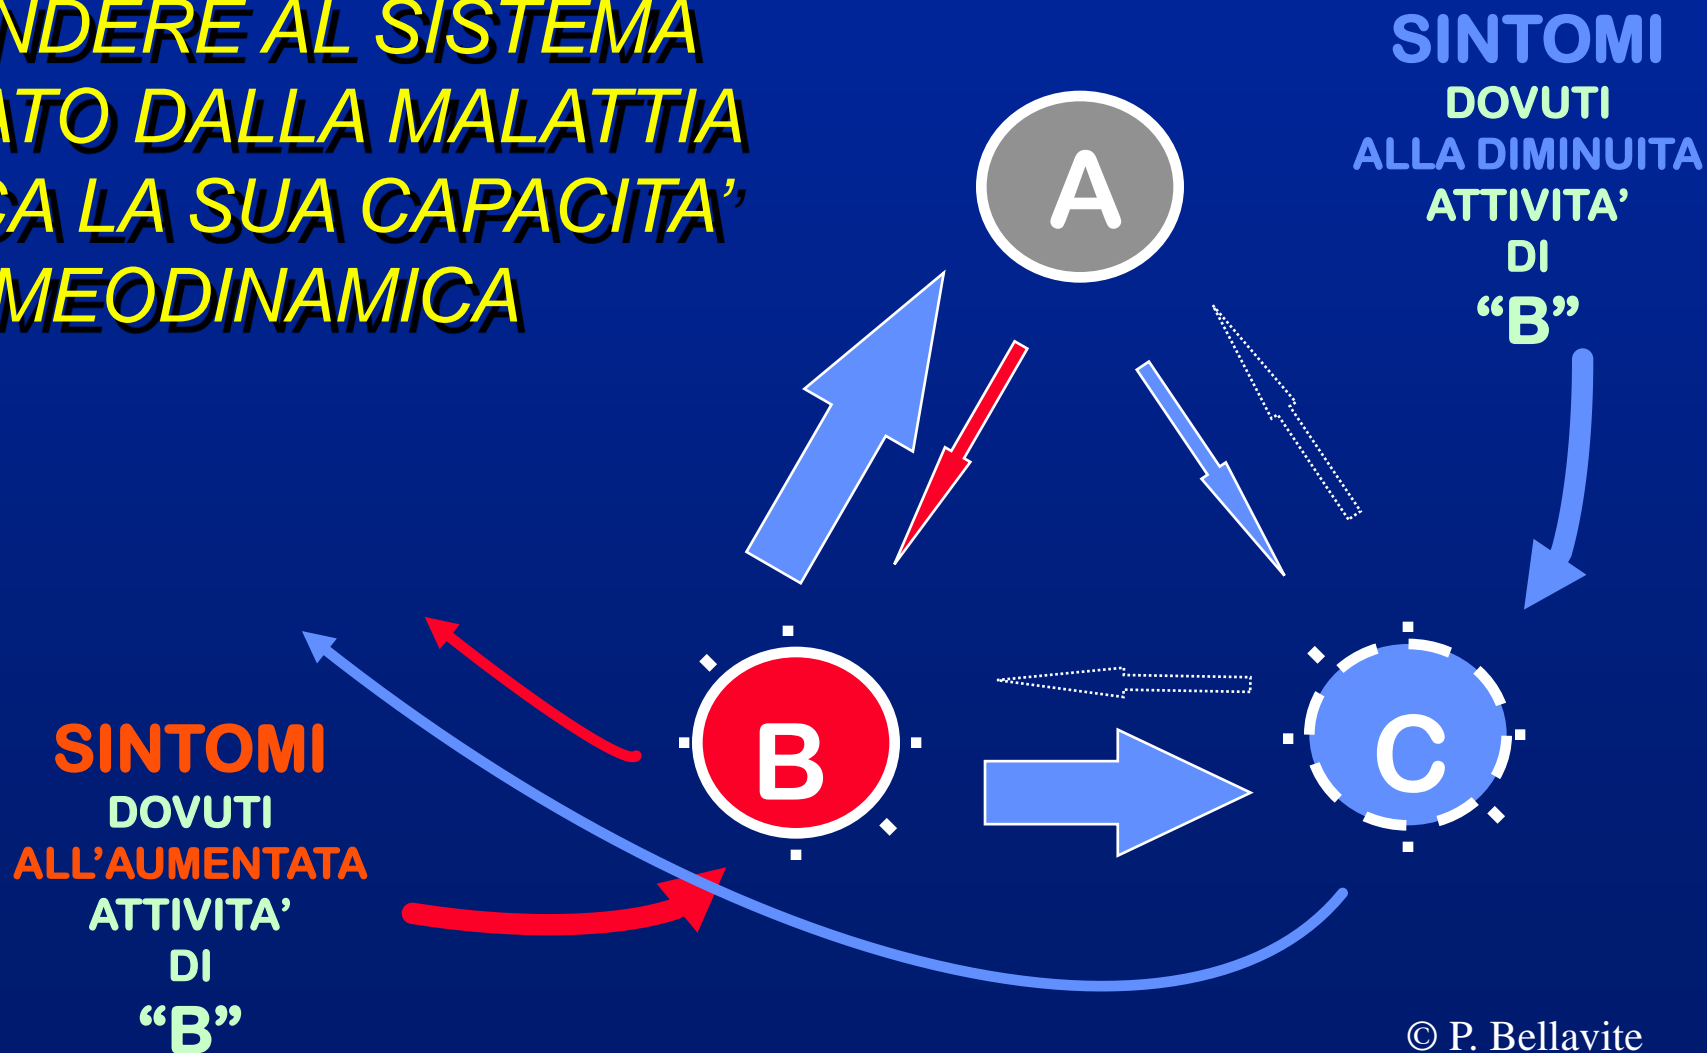 NDERE AL SISTEMA
ATO DALLA MALATTIA
CA LA SUA CAPACITA’
MEODINAMICA
SINTOMI
DOVUTI
ALLA DIMINUITA
ATTIVITA’
DI
“B”
A
B
C
SINTOMI
DOVUTI
ALL’AUMENTATA
ATTIVITA’
DI
“B”
© P. Bellavite